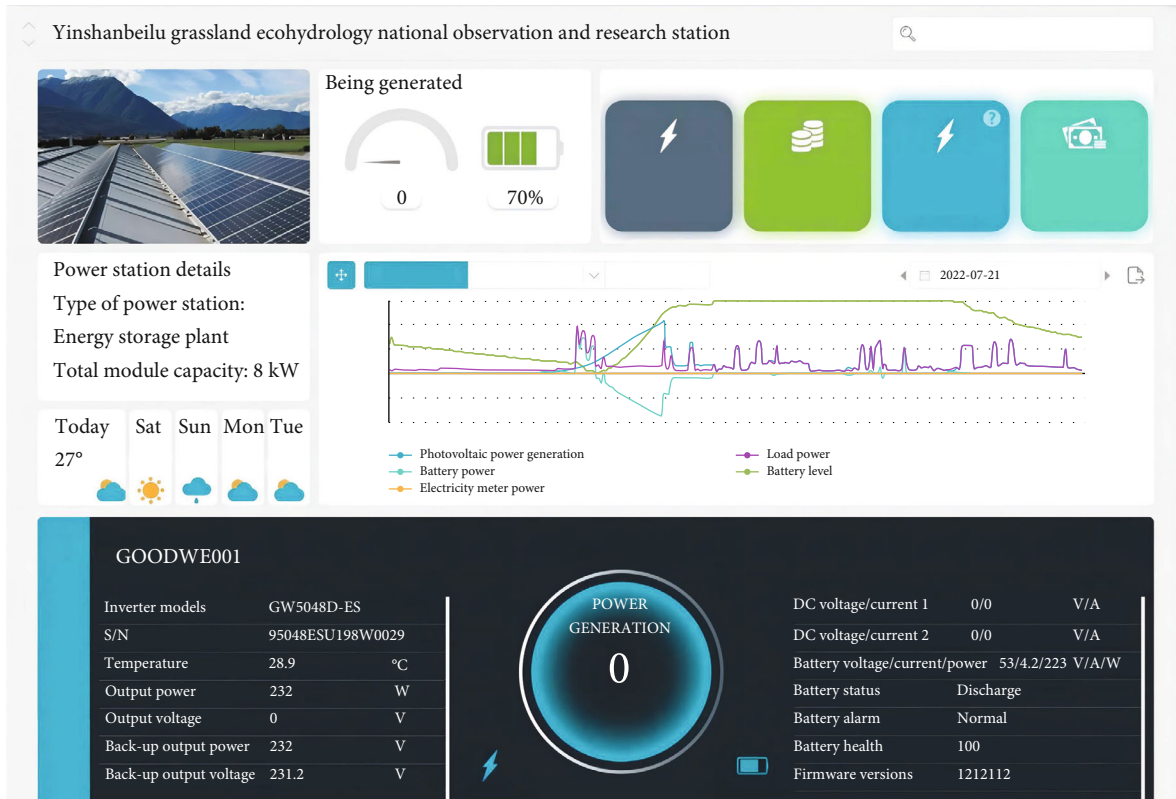 Yinshanbeilu grassland ecohydrology national observation and research station
Being generated
0
70%
?
Power station details
Type of power station:
Energy storage plant
Total module capacity: 8 kW
2022-07-21
Today Sat Sun Mon Tue
27°
Photovoltaic power generation
Battery power
Electricity meter power
Load power
Battery level
GOODWE001
Inverter models GW5048D-ES
S/N 95048ESU198W0029
Temperature 28.9 °C
Output power 232 W
Output voltage 0 V
Back-up output power 232 V
Back-up output voltage 231.2 V
POWER
GENERATION
0
DC voltage/current 1 0/0 V/A
DC voltage/current 2 0/0 V/A
Battery voltage/current/power 53/4.2/223 V/A/W
Battery status Discharge
Battery alarm Normal
Battery health 100
Firmware versions 1212112